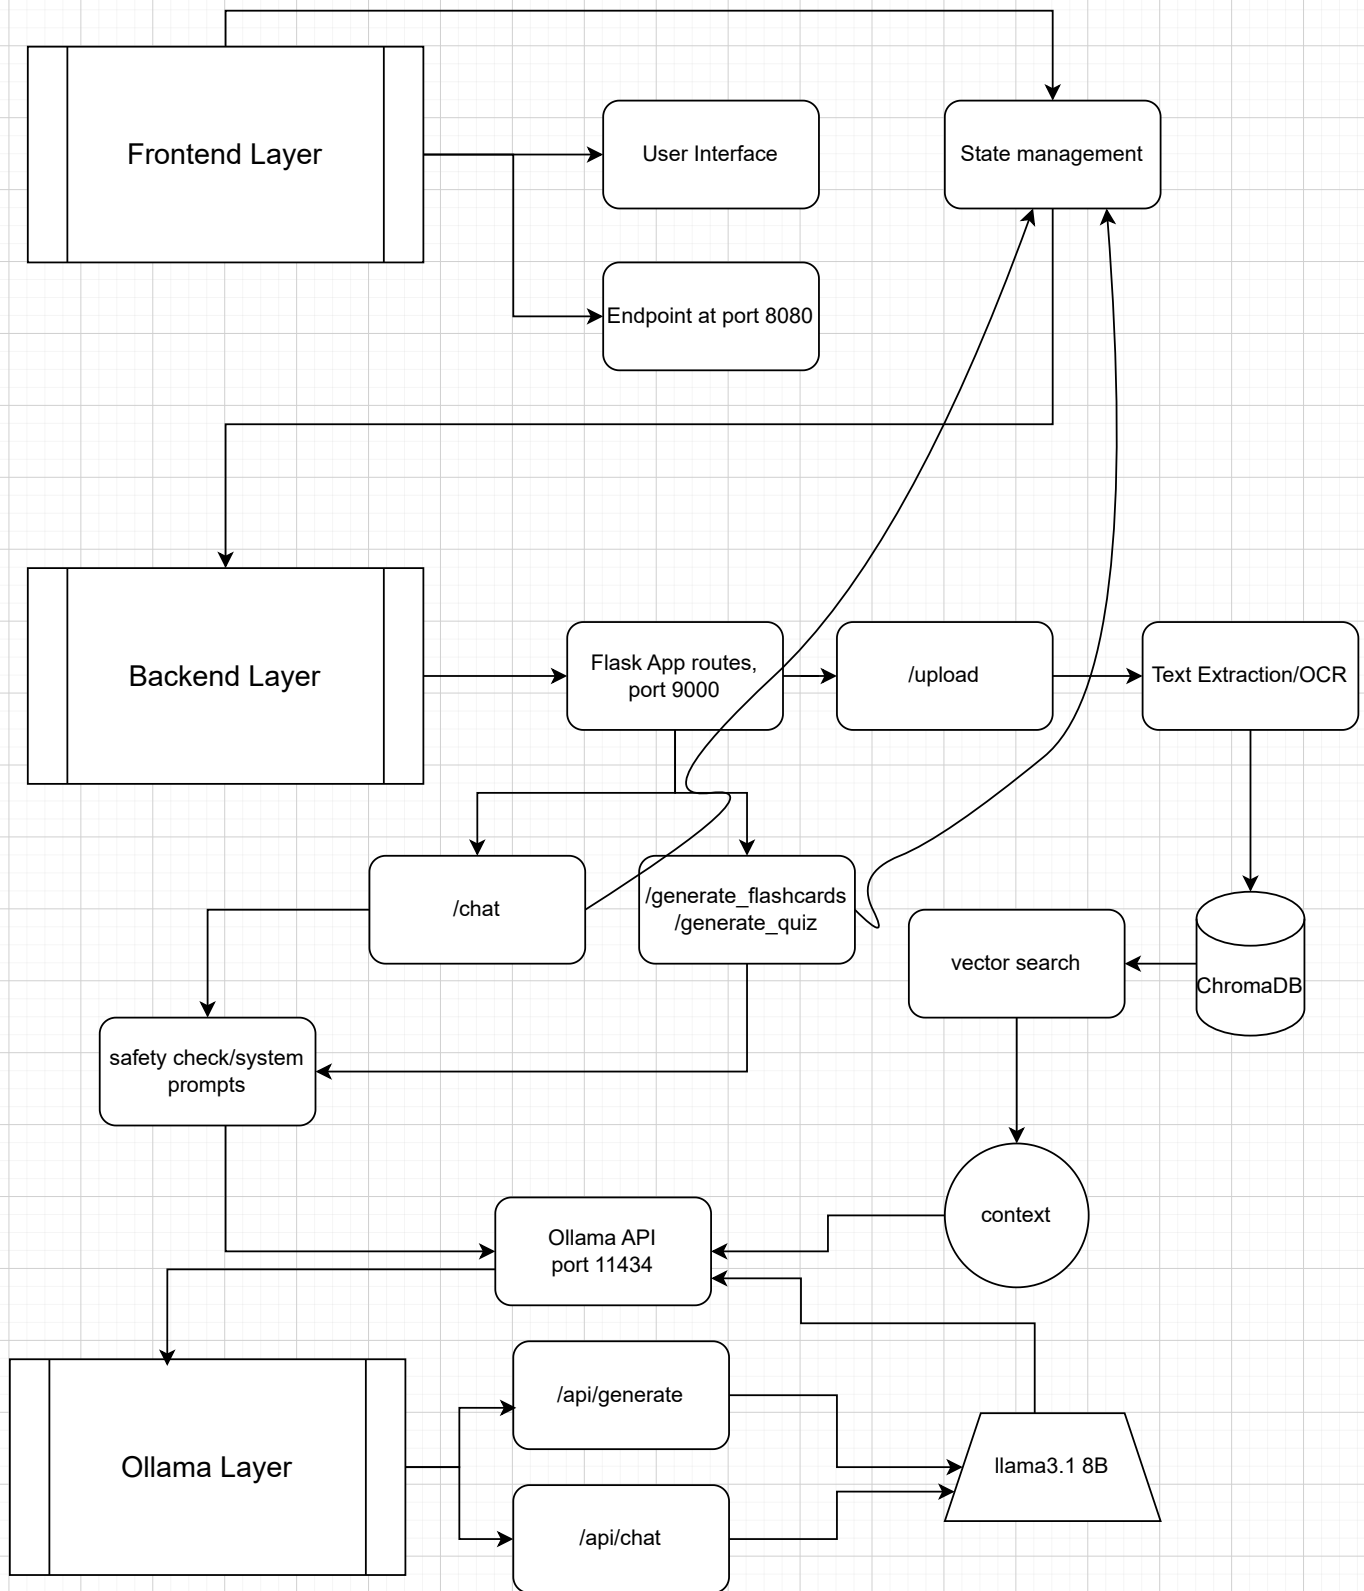 Frontend Layer
User Interface
State management
Endpoint at port 8080
Backend Layer
Flask App routes,
port 9000
/upload
Text Extraction/OCR
/chat
/generate_flashcards
/generate_quiz
vector search
ChromaDB
safety check/system
prompts
context
Ollama API
port 11434
/api/generate
Ollama Layer
llama3.1 8B
/api/chat